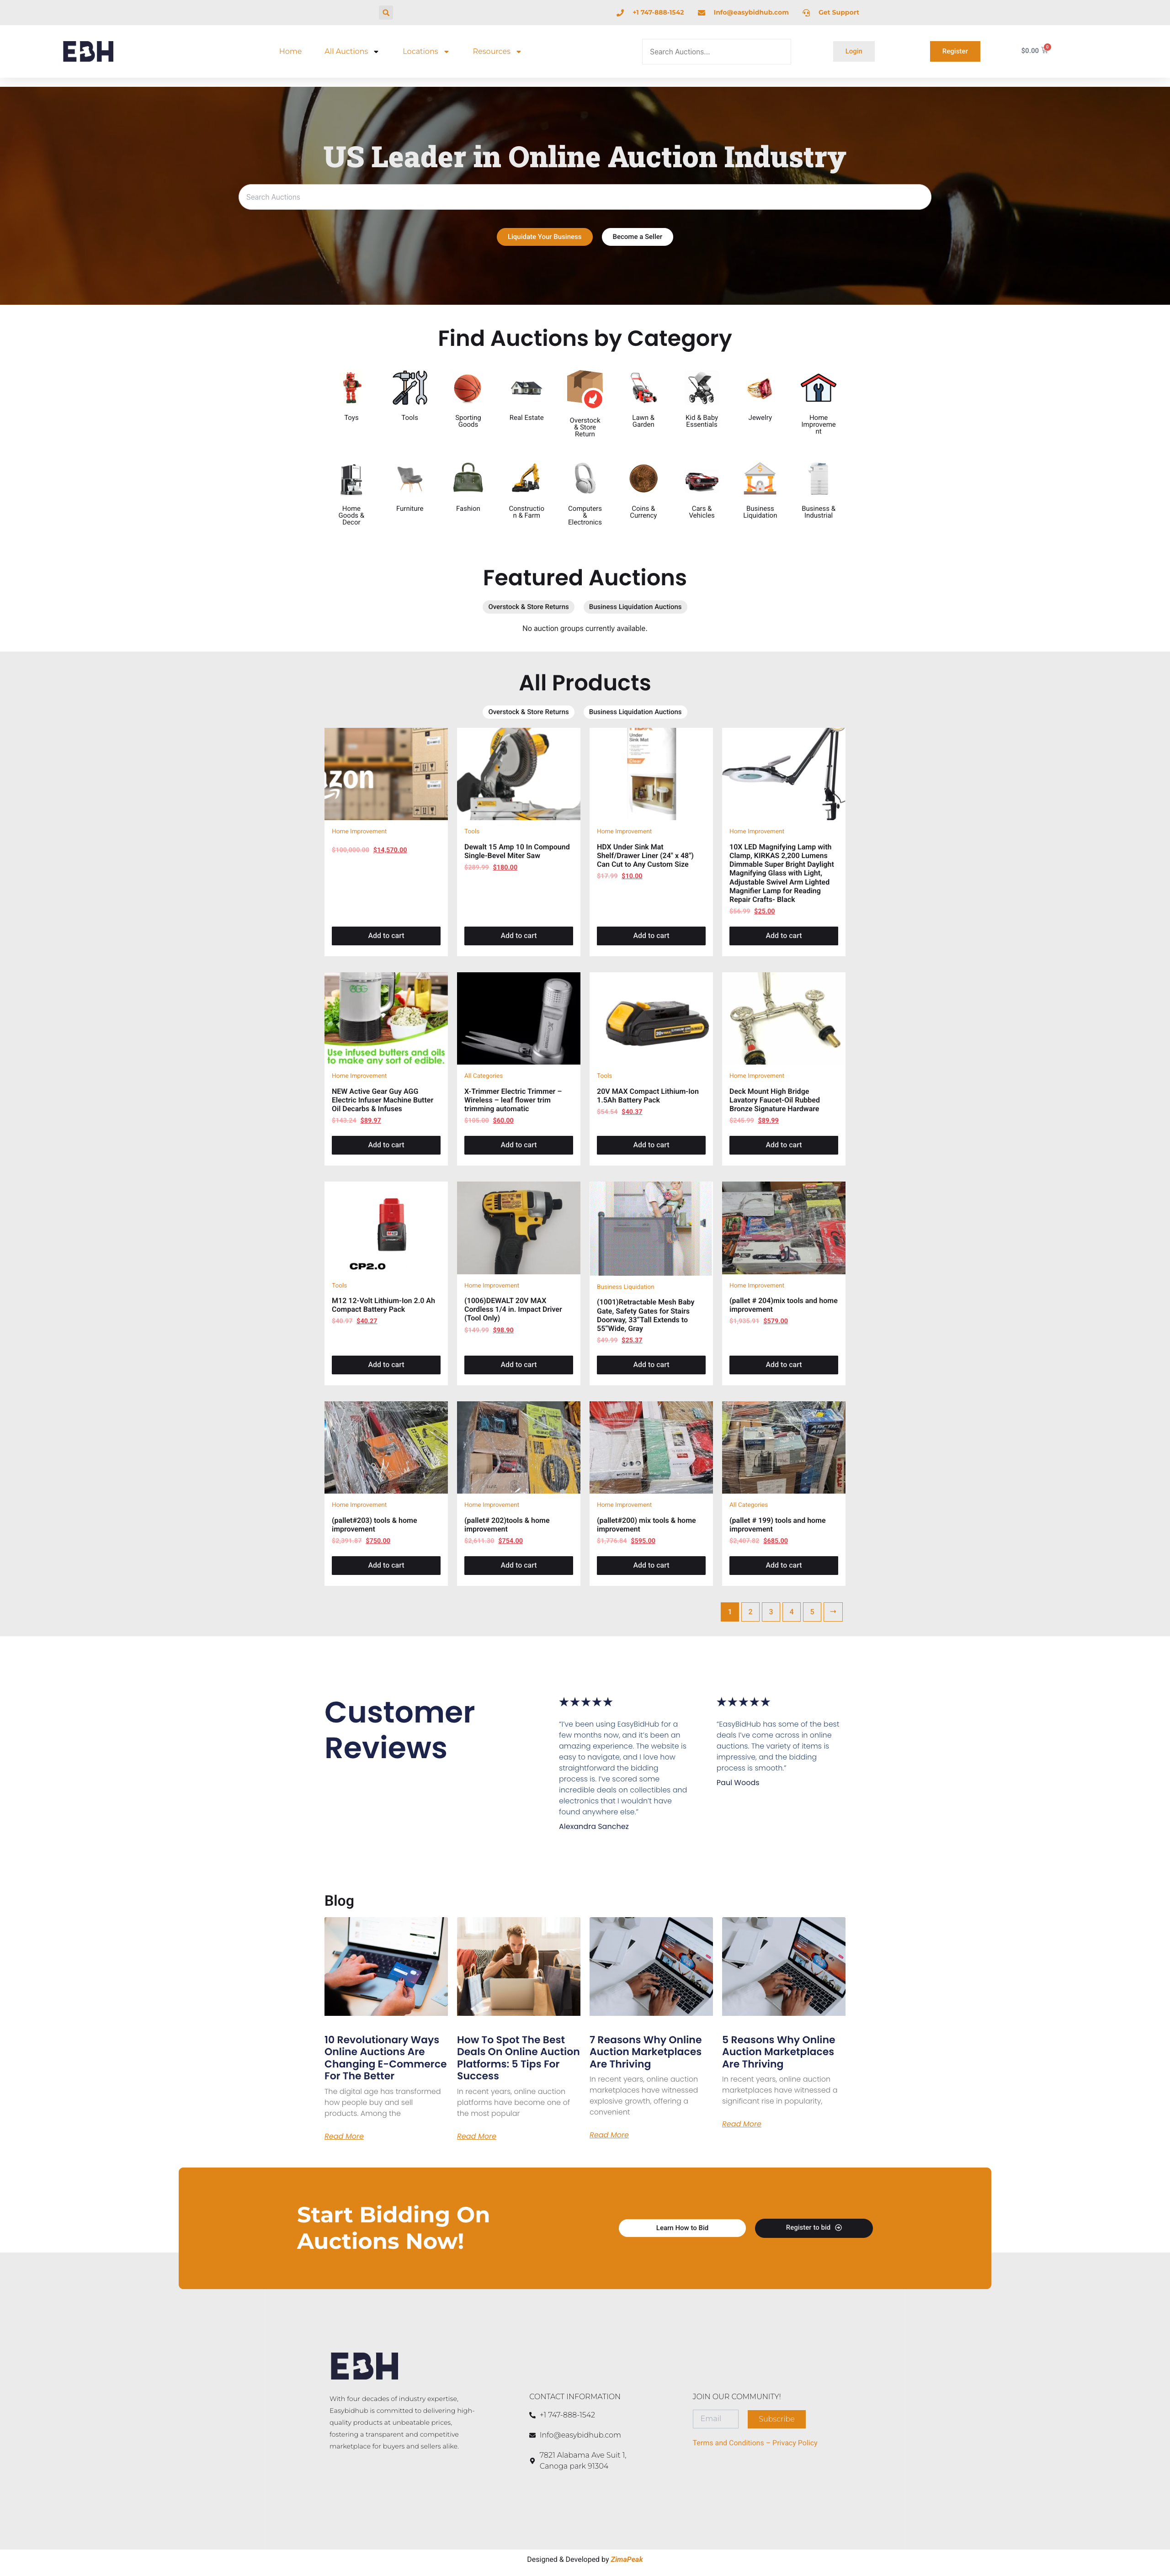 +1 747-888-1542
Info@easybidhub.com
Get Support
EBH
Home
All Auctions
Locations
Resources
Search Auctions...
Login
Register
$0.00
0
US Leader in Online Auction Industry
Search Auctions
Liquidate Your Business
Become a Seller
Find Auctions by Category
Toys
Tools
Sporting
Goods
Real Estate
Overstock
& Store
Return
Lawn &
Garden
Kid & Baby
Essentials
Jewelry
Home
Improveme
nt
Home
Goods &
Decor
Furniture
Fashion
Constructio
n & Farm
Computers
&
Electronics
Coins &
Currency
Cars &
Vehicles
Business
Liquidation
Business &
Industrial
Featured Auctions
Overstock & Store Returns
Business Liquidation Auctions
No auction groups currently available.
All Products
Overstock & Store Returns
Business Liquidation Auctions
zon
Under
Sink Mat
Home Improvement
$100,000.00 $14,570.00
Add to cart
Tools
Dewalt 15 Amp 10 In Compound
Single-Bevel Miter Saw
$289.99 $180.00
Add to cart
Home Improvement
HDX Under Sink Mat
Shelf/Drawer Liner (24" x 48")
Can Cut to Any Custom Size
$17.99 $10.00
Add to cart
Home Improvement
10X LED Magnifying Lamp with
Clamp, KIRKAS 2,200 Lumens
Dimmable Super Bright Daylight
Magnifying Glass with Light,
Adjustable Swivel Arm Lighted
Magnifier Lamp for Reading
Repair Crafts- Black
$56.99 $25.00
Add to cart
AGG
Use infused butters and oils
to make any sort of edible.
Home Improvement
NEW Active Gear Guy AGG
Electric Infuser Machine Butter
Oil Decarbs & Infuses
$143.24 $89.97
Add to cart
All Categories
X-Trimmer Electric Trimmer –
Wireless – leaf flower trim
trimming automatic
$105.00 $60.00
Add to cart
Tools
20V MAX Compact Lithium-Ion
1.5Ah Battery Pack
$54.54 $40.37
Add to cart
Home Improvement
Deck Mount High Bridge
Lavatory Faucet-Oil Rubbed
Bronze Signature Hardware
$245.99 $89.99
Add to cart
CP2.0
Tools
M12 12-Volt Lithium-Ion 2.0 Ah
Compact Battery Pack
$40.97 $40.27
Add to cart
Home Improvement
(1006)DEWALT 20V MAX
Cordless 1/4 in. Impact Driver
(Tool Only)
$149.99 $98.90
Add to cart
Business Liquidation
(1001)Retractable Mesh Baby
Gate, Safety Gates for Stairs
Doorway, 33"Tall Extends to
55"Wide, Gray
$49.99 $25.37
Add to cart
Home Improvement
(pallet # 204)mix tools and home
improvement
$1,936.91 $579.00
Add to cart
Home Improvement
(pallet#203) tools & home
improvement
$2,391.87 $750.00
Add to cart
Home Improvement
(pallet# 202)tools & home
improvement
$2,611.38 $754.00
Add to cart
Home Improvement
(pallet#200) mix tools & home
improvement
$1,776.84 $595.00
Add to cart
ARCTIC
AIR
All Categories
(pallet # 199) tools and home
improvement
$2,407.82 $685.00
Add to cart
1 2 3 4 5 →
Customer
Reviews
★★★★★
"I've been using EasyBidHub for a
few months now, and it's been an
amazing experience. The website is
easy to navigate, and I love how
straightforward the bidding
process is. I've scored some
incredible deals on collectibles and
electronics that I wouldn't have
found anywhere else."
Alexandra Sanchez
★★★★★
"EasyBidHub has some of the best
deals I've come across in online
auctions. The variety of items is
impressive, and the bidding
process is smooth."
Paul Woods
Blog
10 Revolutionary Ways
Online Auctions Are
Changing E-Commerce
For The Better
The digital age has transformed
how people buy and sell
products. Among the
Read More
How To Spot The Best
Deals On Online Auction
Platforms: 5 Tips For
Success
In recent years, online auction
platforms have become one of
the most popular
Read More
7 Reasons Why Online
Auction Marketplaces
Are Thriving
In recent years, online auction
marketplaces have witnessed
explosive growth, offering a
convenient
Read More
5 Reasons Why Online
Auction Marketplaces
Are Thriving
In recent years, online auction
marketplaces have witnessed a
significant rise in popularity,
Read More
Start Bidding On
Auctions Now!
Learn How to Bid
Register to bid
EBH
With four decades of industry expertise,
Easybidhub is committed to delivering high-
quality products at unbeatable prices,
fostering a transparent and competitive
marketplace for buyers and sellers alike.
CONTACT INFORMATION
+1 747-888-1542
Info@easybidhub.com
7821 Alabama Ave Suit 1,
Canoga park 91304
JOIN OUR COMMUNITY!
Email
Subscribe
Terms and Conditions – Privacy Policy
Designed & Developed by ZimaPeak